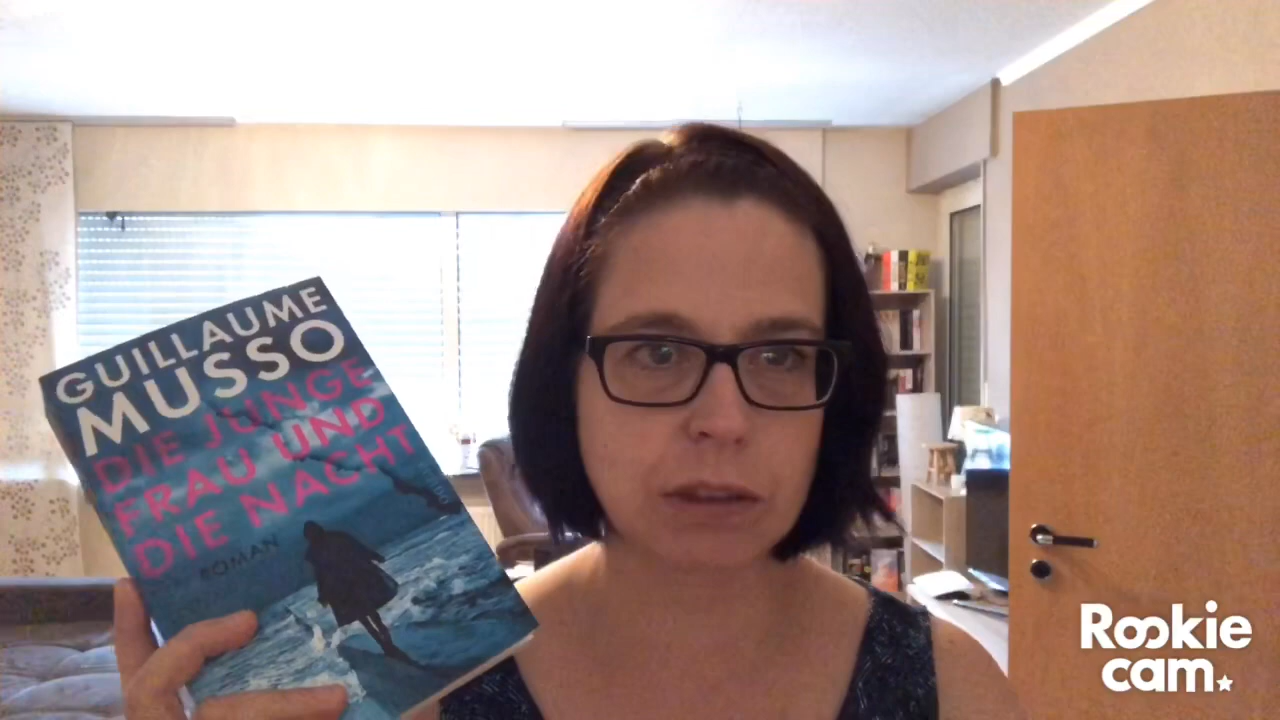 GUILLAUME
MUSSO
DIE JUNGE
FRAU UND
DIE NACHT
ROMAN
Rookie
cam.